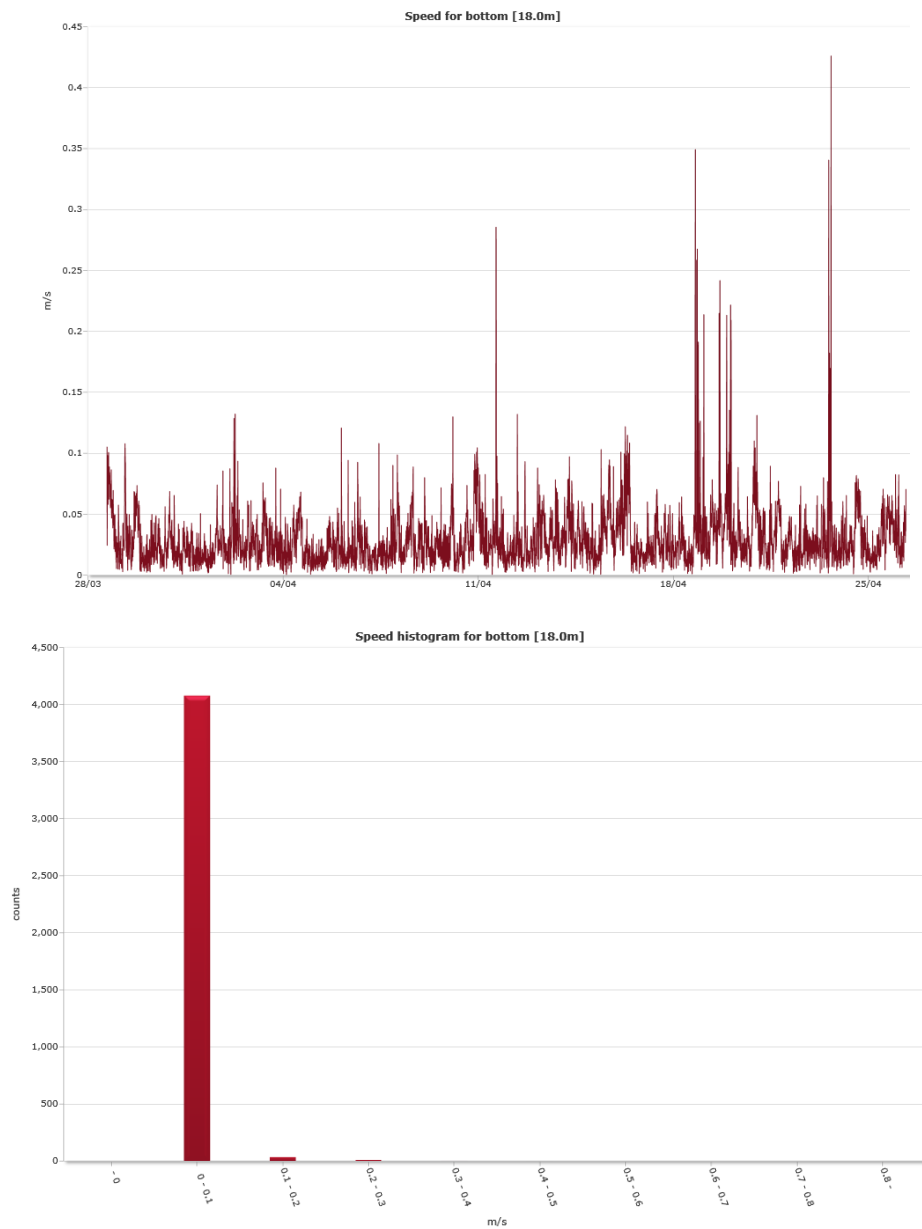 Speed for bottom [18.0m]
0.45
0.4
0.35
0.3
0.25
0.2
0.15
0.1
0.05
0
m/s
28/03 04/04 11/04 18/04 25/04
Speed histogram for bottom [18.0m]
4,500
4,000
3,500
3,000
2,500
2,000
1,500
1,000
500
0
counts
- 0
0 - 0.1
0.1 - 0.2
0.2 - 0.3
0.3 - 0.4
0.4 - 0.5
0.5 - 0.6
0.6 - 0.7
0.7 - 0.8
0.8 -
m/s